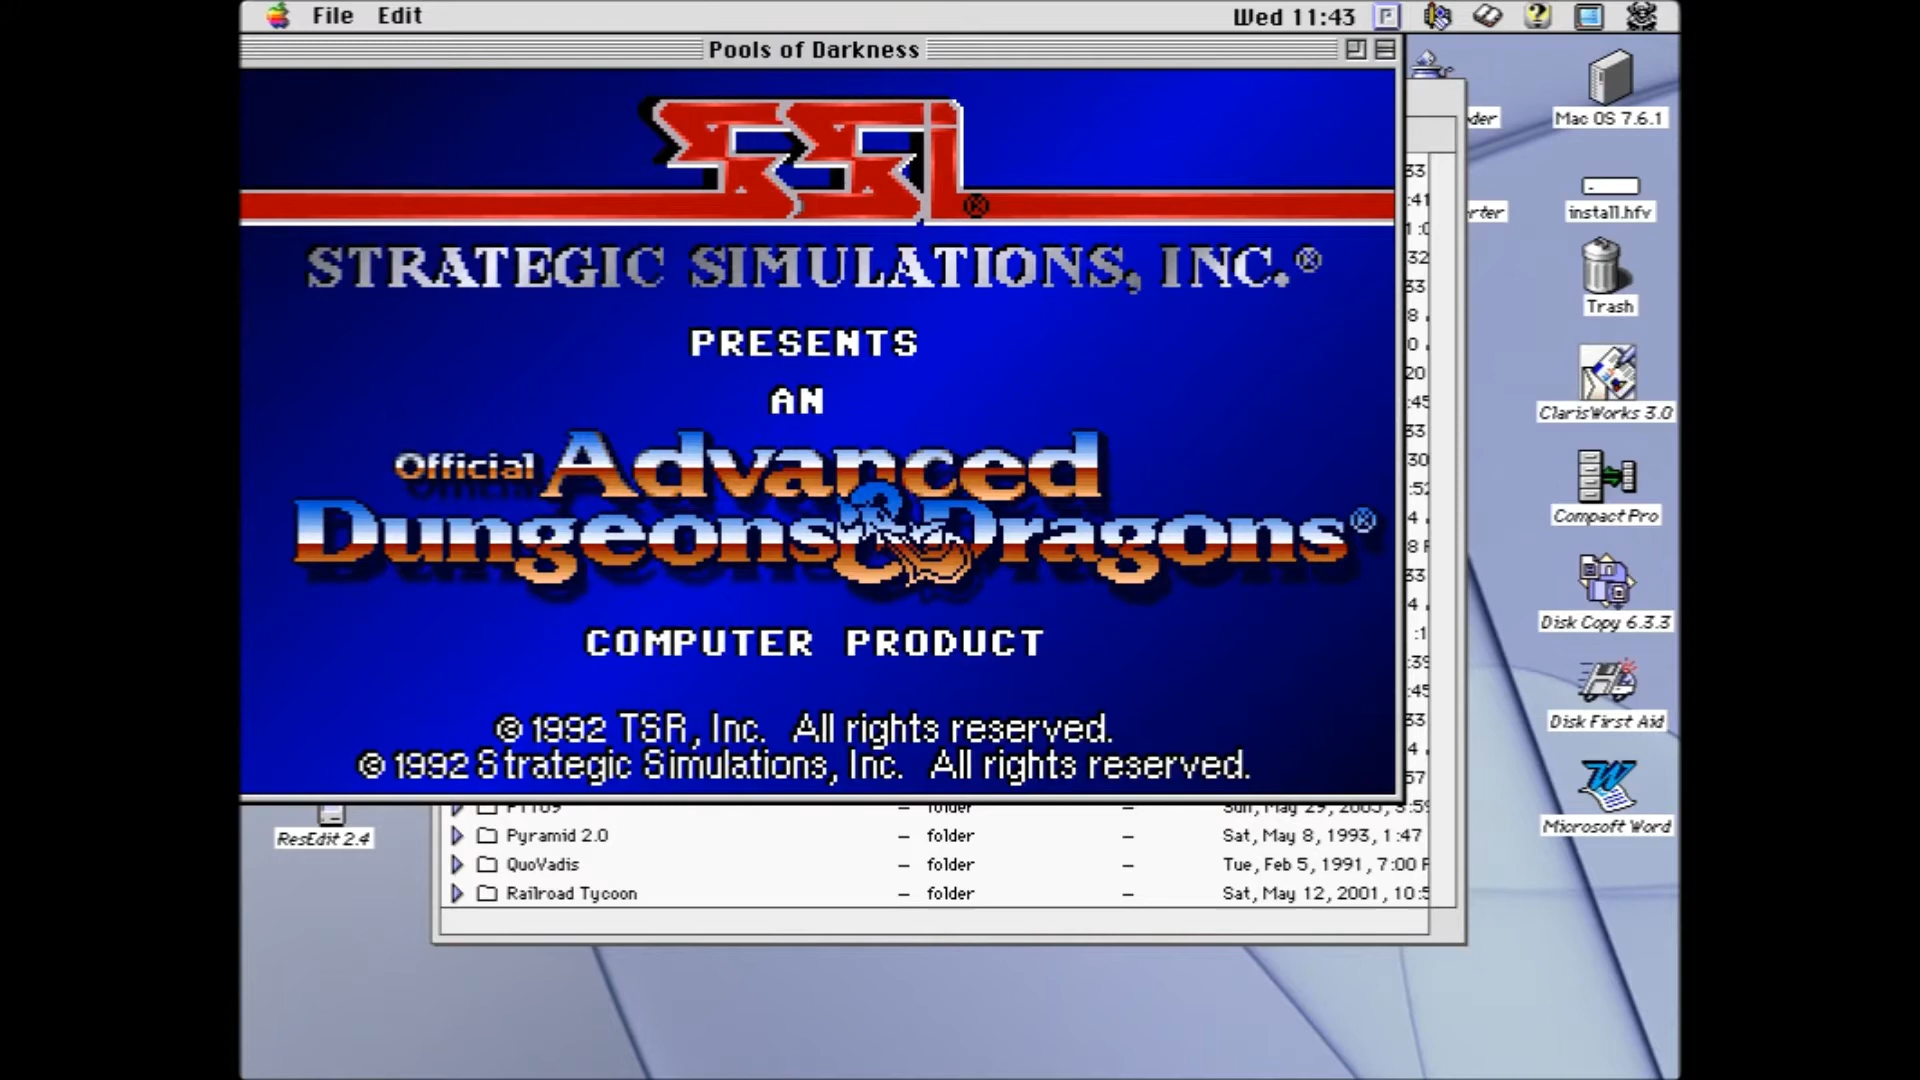 File Edit
Wed 11:43
Pools of Darkness
SSI®
STRATEGIC SIMULATIONS, INC.®
PRESENTS
AN
Official Advanced
Dungeons & Dragons®
COMPUTER PRODUCT
© 1992 TSR, Inc. All rights reserved.
© 1992 Strategic Simulations, Inc. All rights reserved.
Mac OS 7.6.1
install.hfv
Trash
ClarisWorks 3.0
Compact Pro
Disk Copy 6.3.3
Disk First Aid
Microsoft Word
ResEdit 2.4
folder
Pyramid 2.0 – folder – Sat, May 8, 1993, 1:47
QuoVadis – folder – Tue, Feb 5, 1991, 7:00
Railroad Tycoon – folder – Sat, May 12, 2001, 10:5